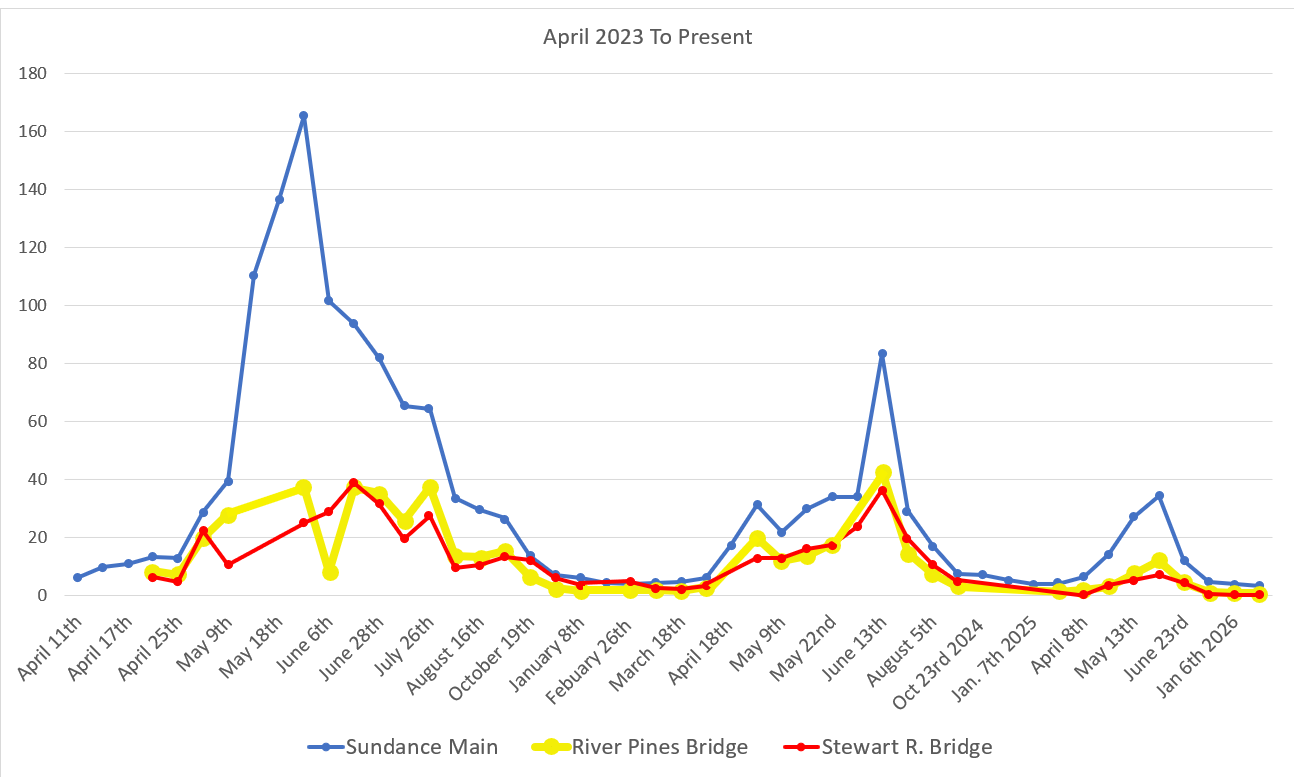 April 2023 To Present
180
160
140
120
100
80
60
40
20
0
April 11th
April 17th
April 25th
May 9th
May 18th
June 6th
June 28th
July 26th
August 16th
October 19th
January 8th
Febuary 26th
March 18th
April 18th
May 9th
May 22nd
June 13th
August 5th
Oct 23rd 2024
Jan. 7th 2025
April 8th
May 13th
June 23rd
Jan 6th 2026
Sundance Main
River Pines Bridge
Stewart R. Bridge